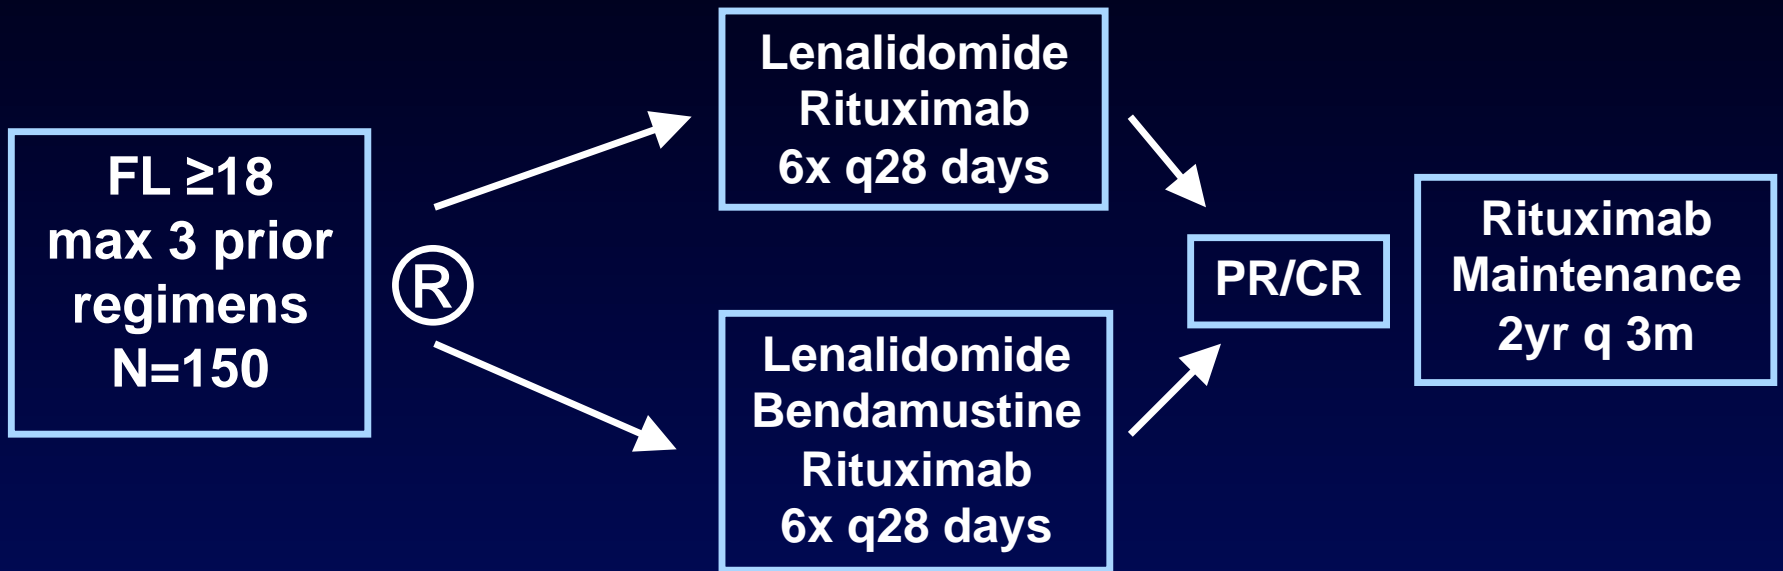 FL ≥18
max 3 prior
regimens
N=150
®
Lenalidomide
Rituximab
6x q28 days
Lenalidomide
Bendamustine
Rituximab
6x q28 days
PR/CR
Rituximab
Maintenance
2yr q 3m